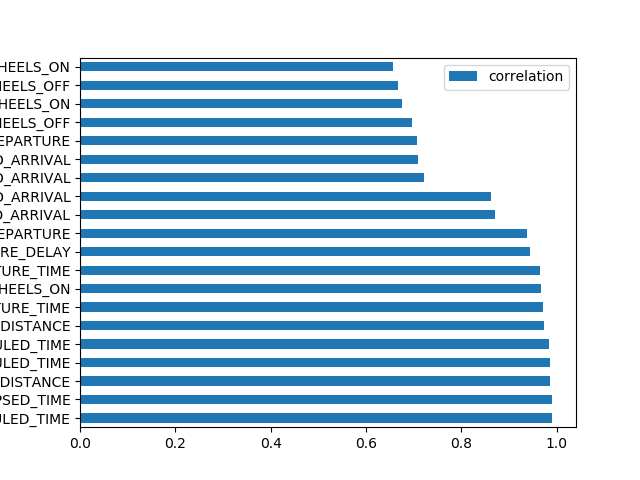 HEELS_ON
HEELS_OFF
HEELS_ON
HEELS_OFF
EPARTURE
D_ARRIVAL
D_ARRIVAL
D_ARRIVAL
D_ARRIVAL
EPARTURE
RE_DELAY
TURE_TIME
HEELS_ON
TURE_TIME
DISTANCE
ULED_TIME
ULED_TIME
DISTANCE
PSED_TIME
ULED_TIME
0.0 0.2 0.4 0.6 0.8 1.0
correlation